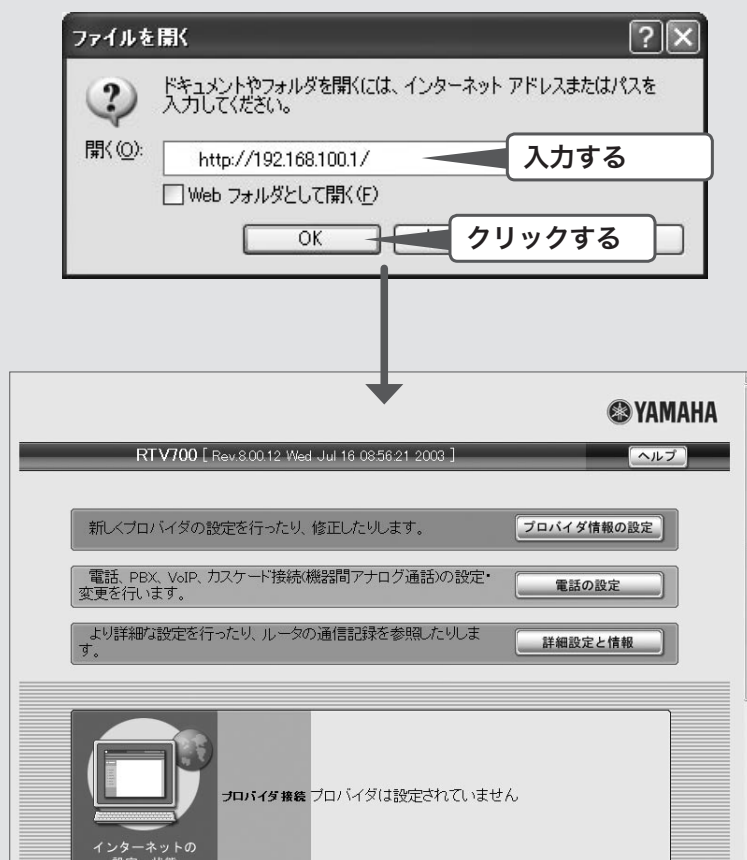 ファイルを開く
ドキュメントやフォルダを開くには、インターネット アドレスまたはパスを
入力してください。
開く(O):
http://192.168.100.1/
入力する
Web フォルダとして開く(F)
OK
クリックする
YAMAHA
RTV700 [ Rev.8.00.12 Wed Jul 16 08:56:21 2003 ]
ヘルプ
新しくプロバイダの設定を行ったり、修正したりします。
プロバイダ情報の設定
電話、PBX、VoIP、カスケード接続(機器間アナログ通話)の設定・
変更を行います。
電話の設定
より詳細な設定を行ったり、ルータの通信記録を参照したりしま
す。
詳細設定と情報
プロバイダ接続
プロバイダは設定されていません
インターネットの